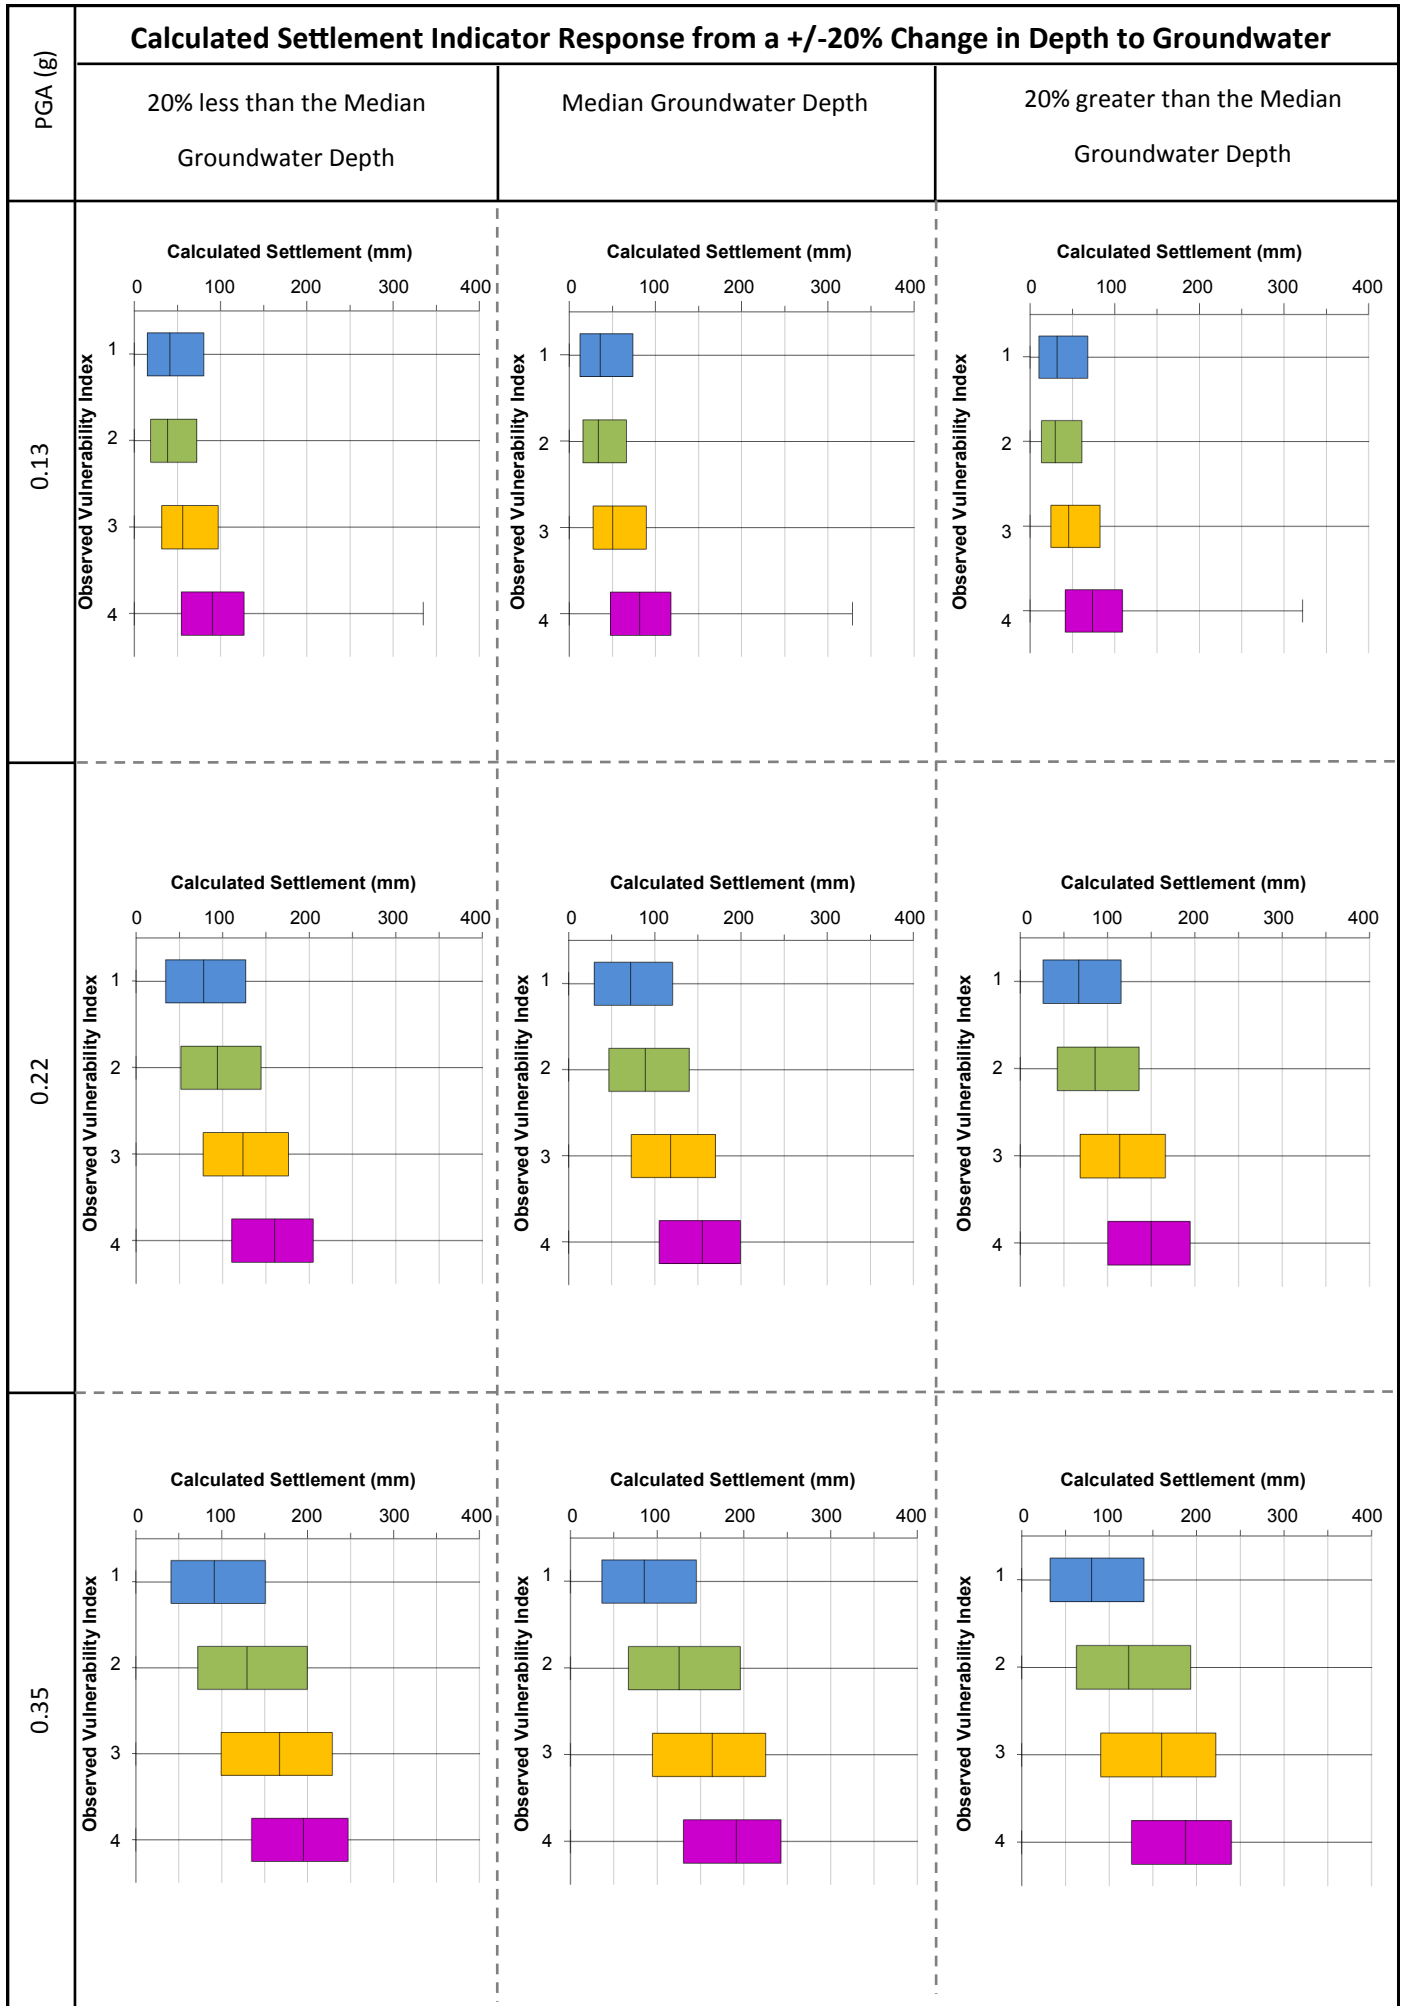 PGA (g)
Calculated Settlement Indicator Response from a +/-20% Change in Depth to Groundwater
20% less than the Median
Groundwater Depth
Median Groundwater Depth
20% greater than the Median
Groundwater Depth
0.13
Calculated Settlement (mm)
0 100 200 300 400
Observed Vulnerability Index
1
2
3
4
Calculated Settlement (mm)
0 100 200 300 400
Observed Vulnerability Index
1
2
3
4
Calculated Settlement (mm)
0 100 200 300 400
Observed Vulnerability Index
1
2
3
4
0.22
Calculated Settlement (mm)
0 100 200 300 400
Observed Vulnerability Index
1
2
3
4
Calculated Settlement (mm)
0 100 200 300 400
Observed Vulnerability Index
1
2
3
4
Calculated Settlement (mm)
0 100 200 300 400
Observed Vulnerability Index
1
2
3
4
0.35
Calculated Settlement (mm)
0 100 200 300 400
Observed Vulnerability Index
1
2
3
4
Calculated Settlement (mm)
0 100 200 300 400
Observed Vulnerability Index
1
2
3
4
Calculated Settlement (mm)
0 100 200 300 400
Observed Vulnerability Index
1
2
3
4